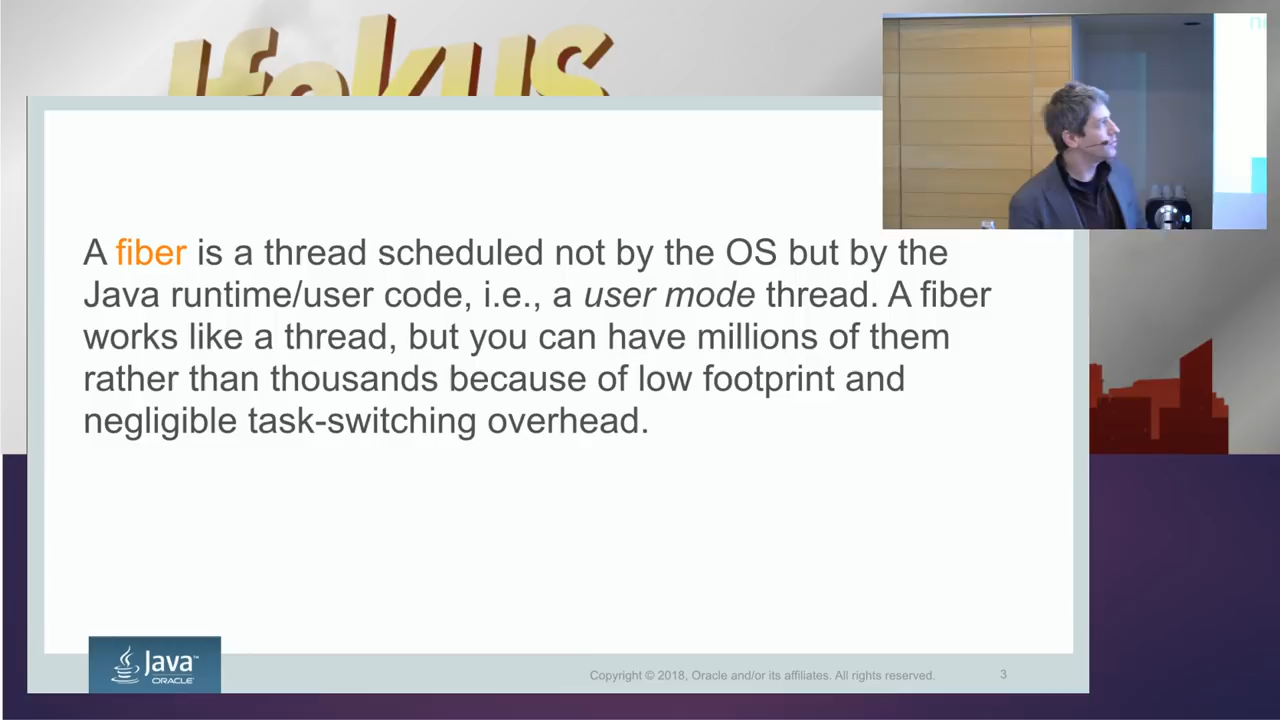 Jfokus
A fiber is a thread scheduled not by the OS but by the
Java runtime/user code, i.e., a user mode thread. A fiber
works like a thread, but you can have millions of them
rather than thousands because of low footprint and
negligible task-switching overhead.
Java™
ORACLE
Copyright © 2018, Oracle and/or its affiliates. All rights reserved.
3